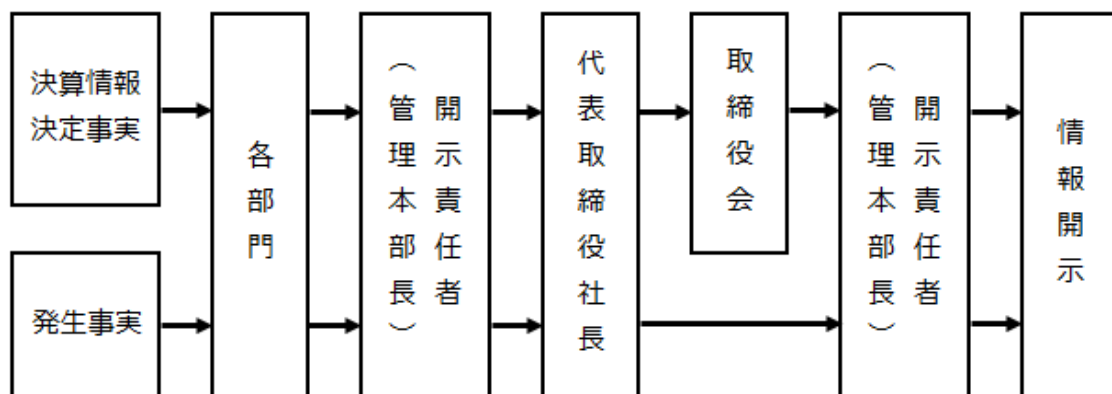 決算情報
決定事実
発生事実
各部門
開示責任者
（管理本部長）
代表取締役社長
取締役会
開示責任者
（管理本部長）
情報開示